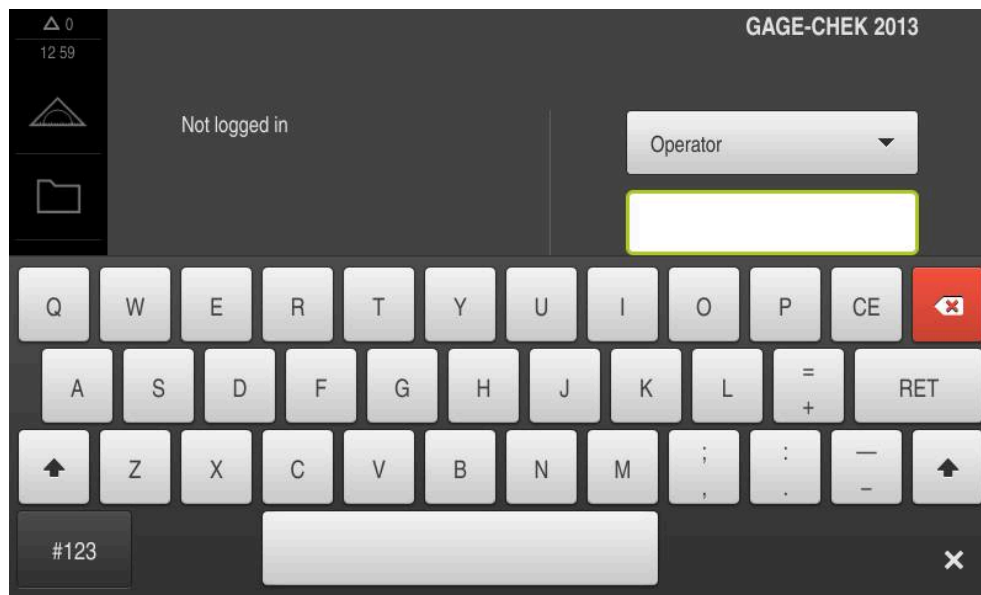 0
GAGE-CHEK 2013
12 59
Not logged in
Operator
Q W E R T Y U I O P CE
A S D F G H J K L = + RET
Z X C V B N M ; , : . — –
#123